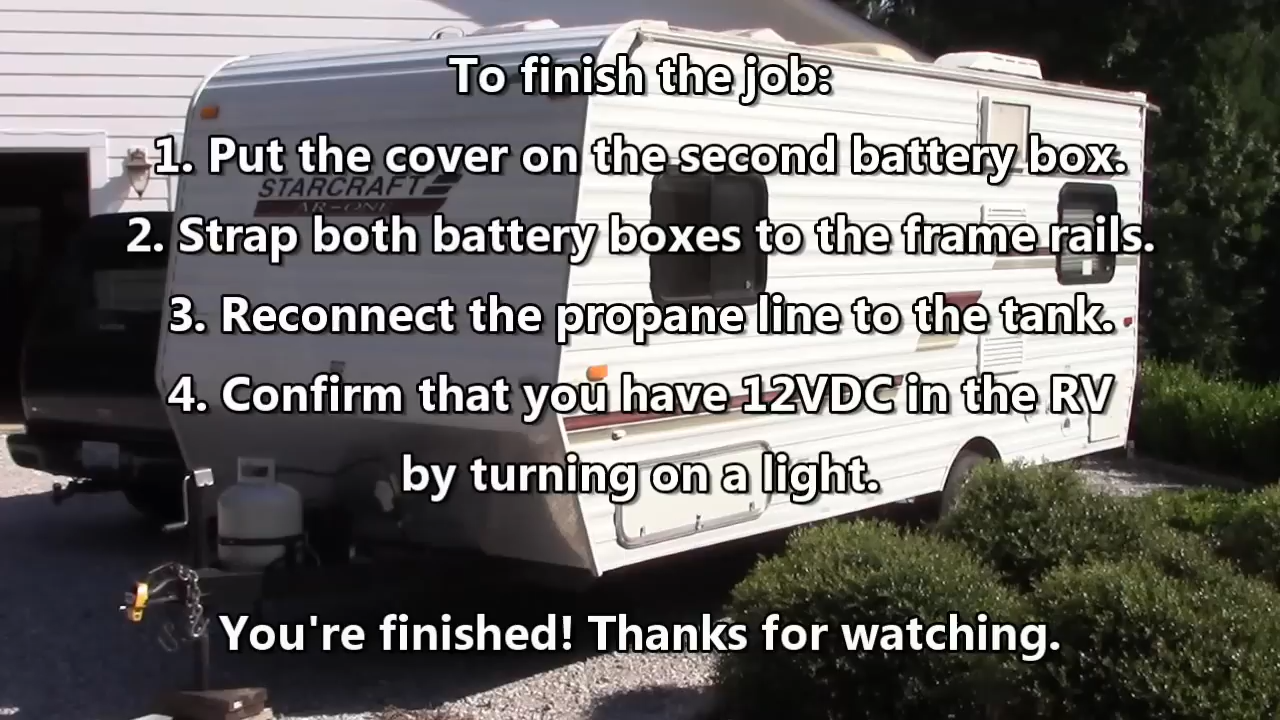 To finish the job:
1. Put the cover on the second battery box.
STARCRAFT
AR-ONE
2. Strap both battery boxes to the frame rails.
3. Reconnect the propane line to the tank.
4. Confirm that you have 12VDC in the RV
by turning on a light.
You're finished! Thanks for watching.